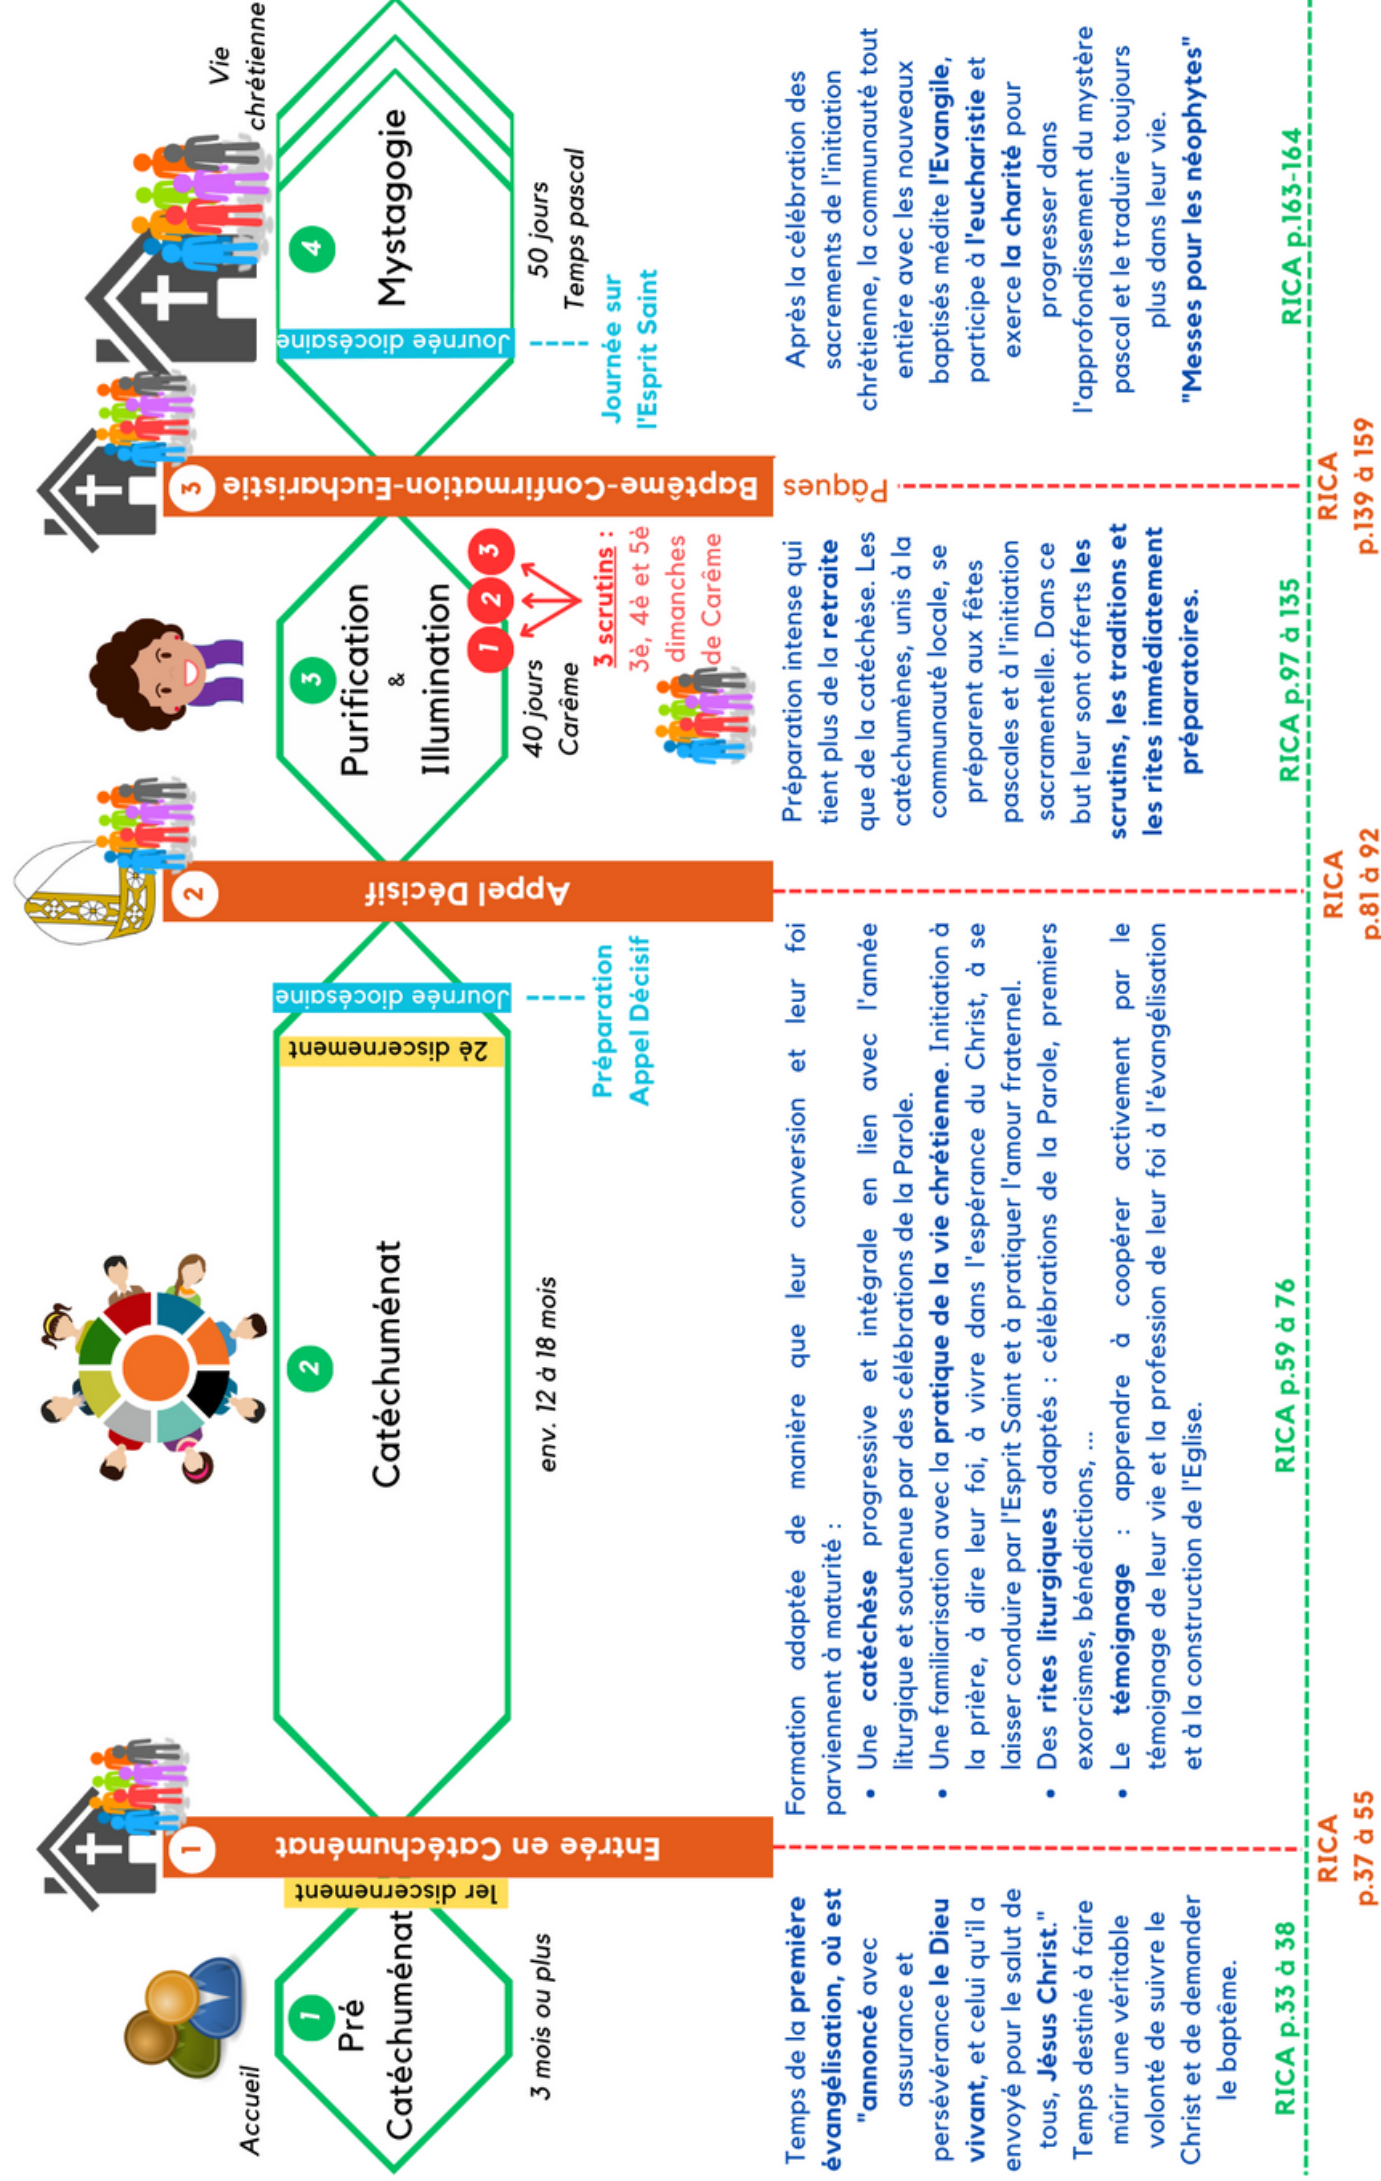 Accueil
1
Pré
Catéchuménat
3 mois ou plus
1er discernement
Temps de la première
évangélisation, où est
"annoncé avec
assurance et
persévérance le Dieu
vivant, et celui qu'il a
envoyé pour le salut de
tous, Jésus Christ."
Temps destiné à faire
mûrir une véritable
volonté de suivre le
Christ et de demander
le baptême.
RICA p.33 à 38
1
Entrée en Catéchuménat
RICA
p.37 à 55
2
Catéchuménat
env. 12 à 18 mois
2è discernement
Journée diocésaine
Préparation
Appel Décisif
Formation adaptée de manière que leur conversion et leur foi
parviennent à maturité :
• Une catéchèse progressive et intégrale en lien avec l'année
liturgique et soutenue par des célébrations de la Parole.
• Une familiarisation avec la pratique de la vie chrétienne. Initiation à
la prière, à dire leur foi, à vivre dans l'espérance du Christ, à se
laisser conduire par l'Esprit Saint et à pratiquer l'amour fraternel.
• Des rites liturgiques adaptés : célébrations de la Parole, premiers
exorcismes, bénédictions, ...
• Le témoignage : apprendre à coopérer activement par le
témoignage de leur vie et la profession de leur foi à l'évangélisation
et à la construction de l'Eglise.
RICA p.59 à 76
2
Appel Décisif
RICA
p.81 à 92
3
Purification
&
Illumination
40 jours
Carême
1 2 3
3 scrutins :
3è, 4è et 5è
dimanches
de Carême
Préparation intense qui
tient plus de la retraite
que de la catéchèse. Les
catéchumènes, unis à la
communauté locale, se
préparent aux fêtes
pascales et à l'initiation
sacramentelle. Dans ce
but leur sont offerts les
scrutins, les traditions et
les rites immédiatement
préparatoires.
RICA p.97 à 135
3
Baptême-Confirmation-Eucharistie
Pâques
RICA
p.139 à 159
4
Mystagogie
Vie
chrétienne
Journée diocésaine
50 jours
Temps pascal
Journée sur
l'Esprit Saint
Après la célébration des
sacrements de l'initiation
chrétienne, la communauté tout
entière avec les nouveaux
baptisés médite l'Evangile,
participe à l'eucharistie et
exerce la charité pour
progresser dans
l'approfondissement du mystère
pascal et le traduire toujours
plus dans leur vie.
"Messes pour les néophytes"
RICA p.163-164